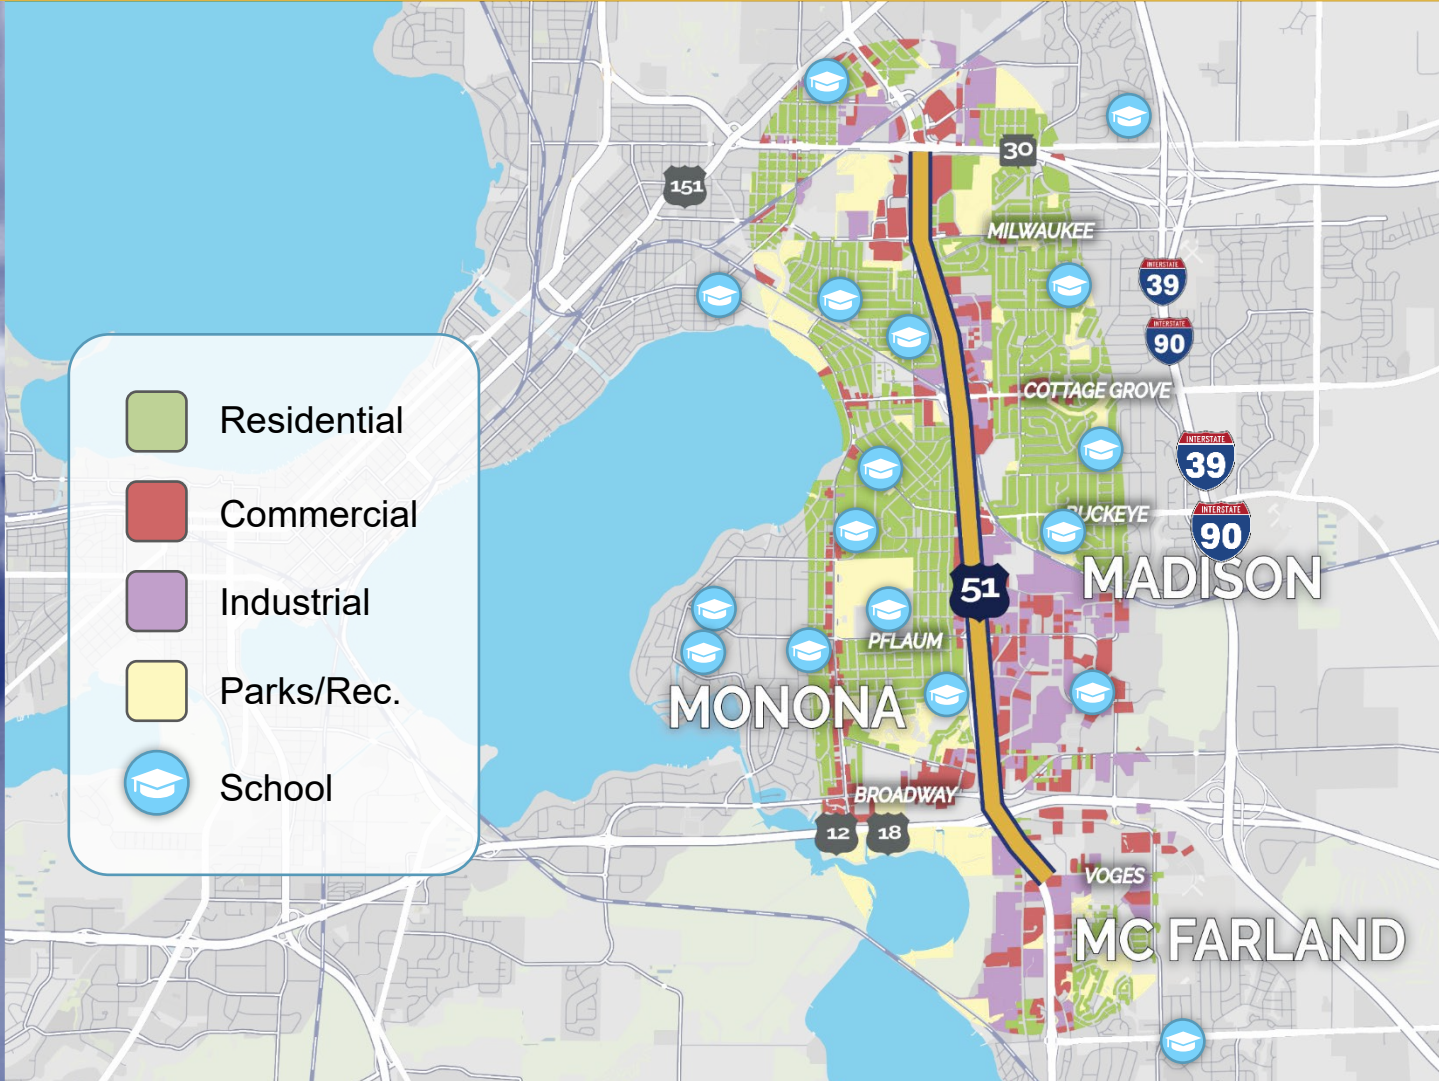 30
151
MILWAUKEE
INTERSTATE
39
INTERSTATE
90
COTTAGE GROVE
INTERSTATE
39
BUCKEYE
INTERSTATE
90
MADISON
51
PFLAUM
MONONA
BROADWAY
12
18
VOGES
MC FARLAND
Residential
Commercial
Industrial
Parks/Rec.
School